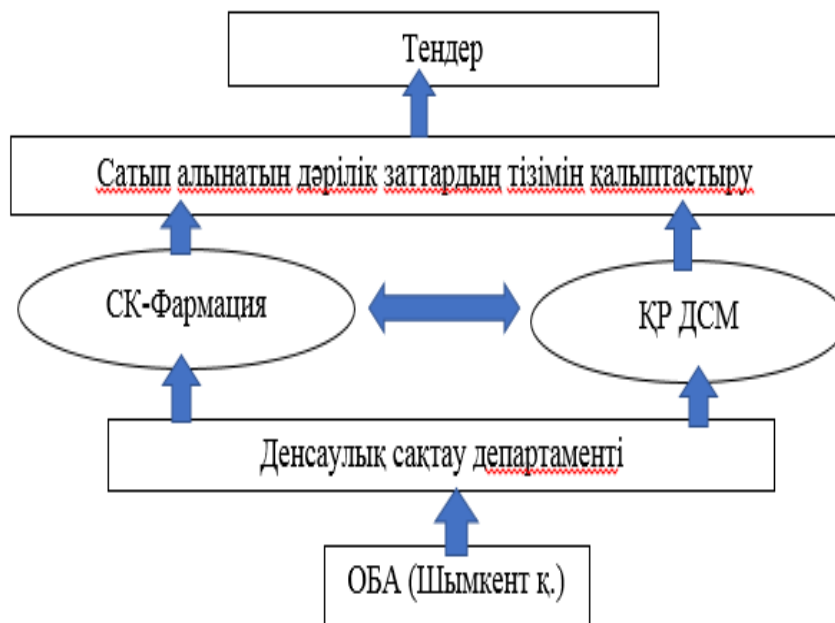 Тендер
Сатып алынатын дәрілік заттардың тізімін қалыптастыру
СК-Фармация
ҚР ДСМ
Денсаулық сақтау департаменті
ОБА (Шымкент қ.)